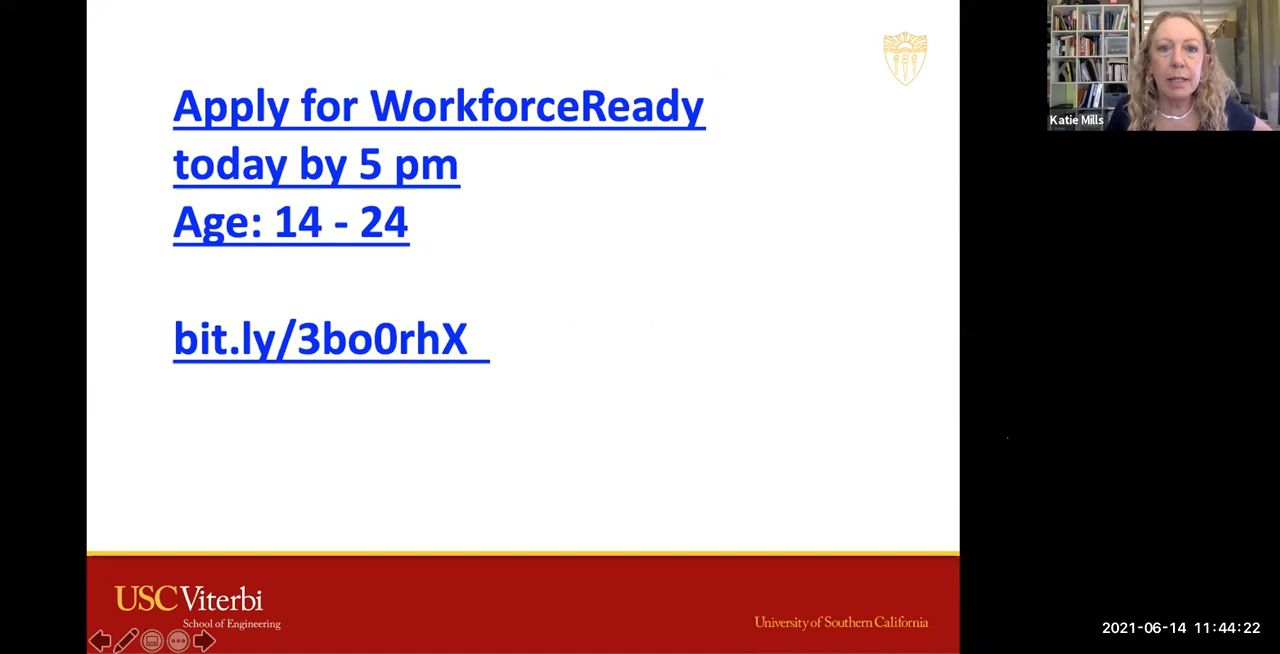 Apply for WorkforceReady
today by 5 pm
Age: 14 - 24
bit.ly/3bo0rhX
Katie Mills
USC Viterbi
School of Engineering
University of Southern California
2021-06-14 11:44:22